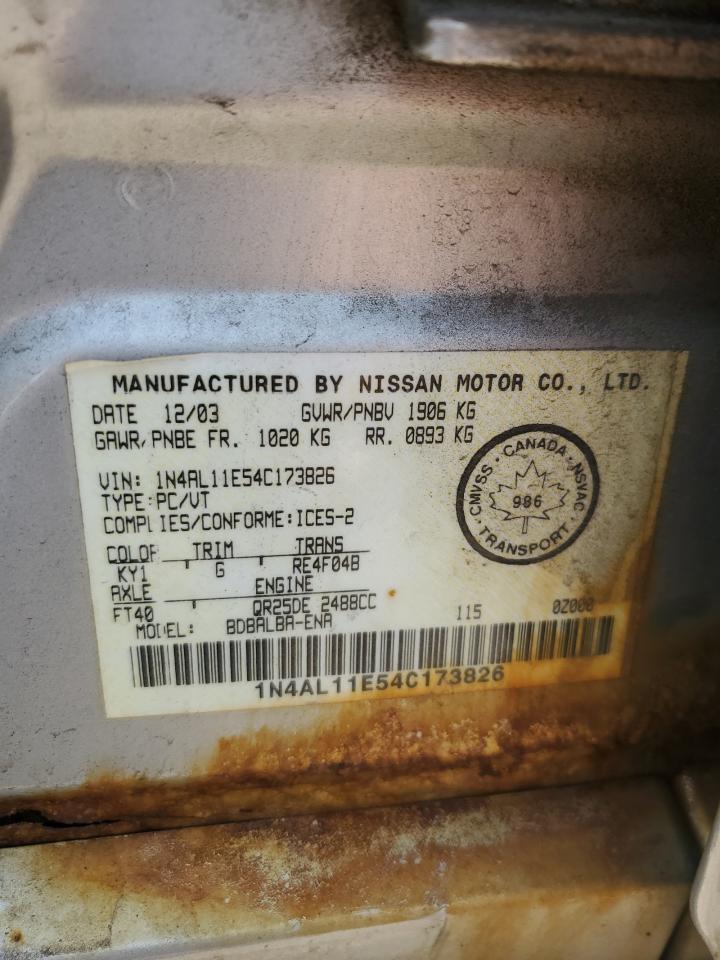 MANUFACTURED BY NISSAN MOTOR CO., LTD.
DATE 12/03 GVWR/PNBV 1906 KG
GAWR/PNBE FR. 1020 KG RR. 0893 KG
VIN: 1N4AL11E54C173826
TYPE:PC/VT
COMPLIES/CONFORME:ICES-2
CMVSS · CANADA · NSVAC · TRANSPORT ·
986
COLOR TRIM TRANS
KY1 G RE4F04B
AXLE ENGINE
FT40 QR25DE 2488CC 115 0Z000
MODEL: BDBALBA-ENA
1N4AL11E54C173826